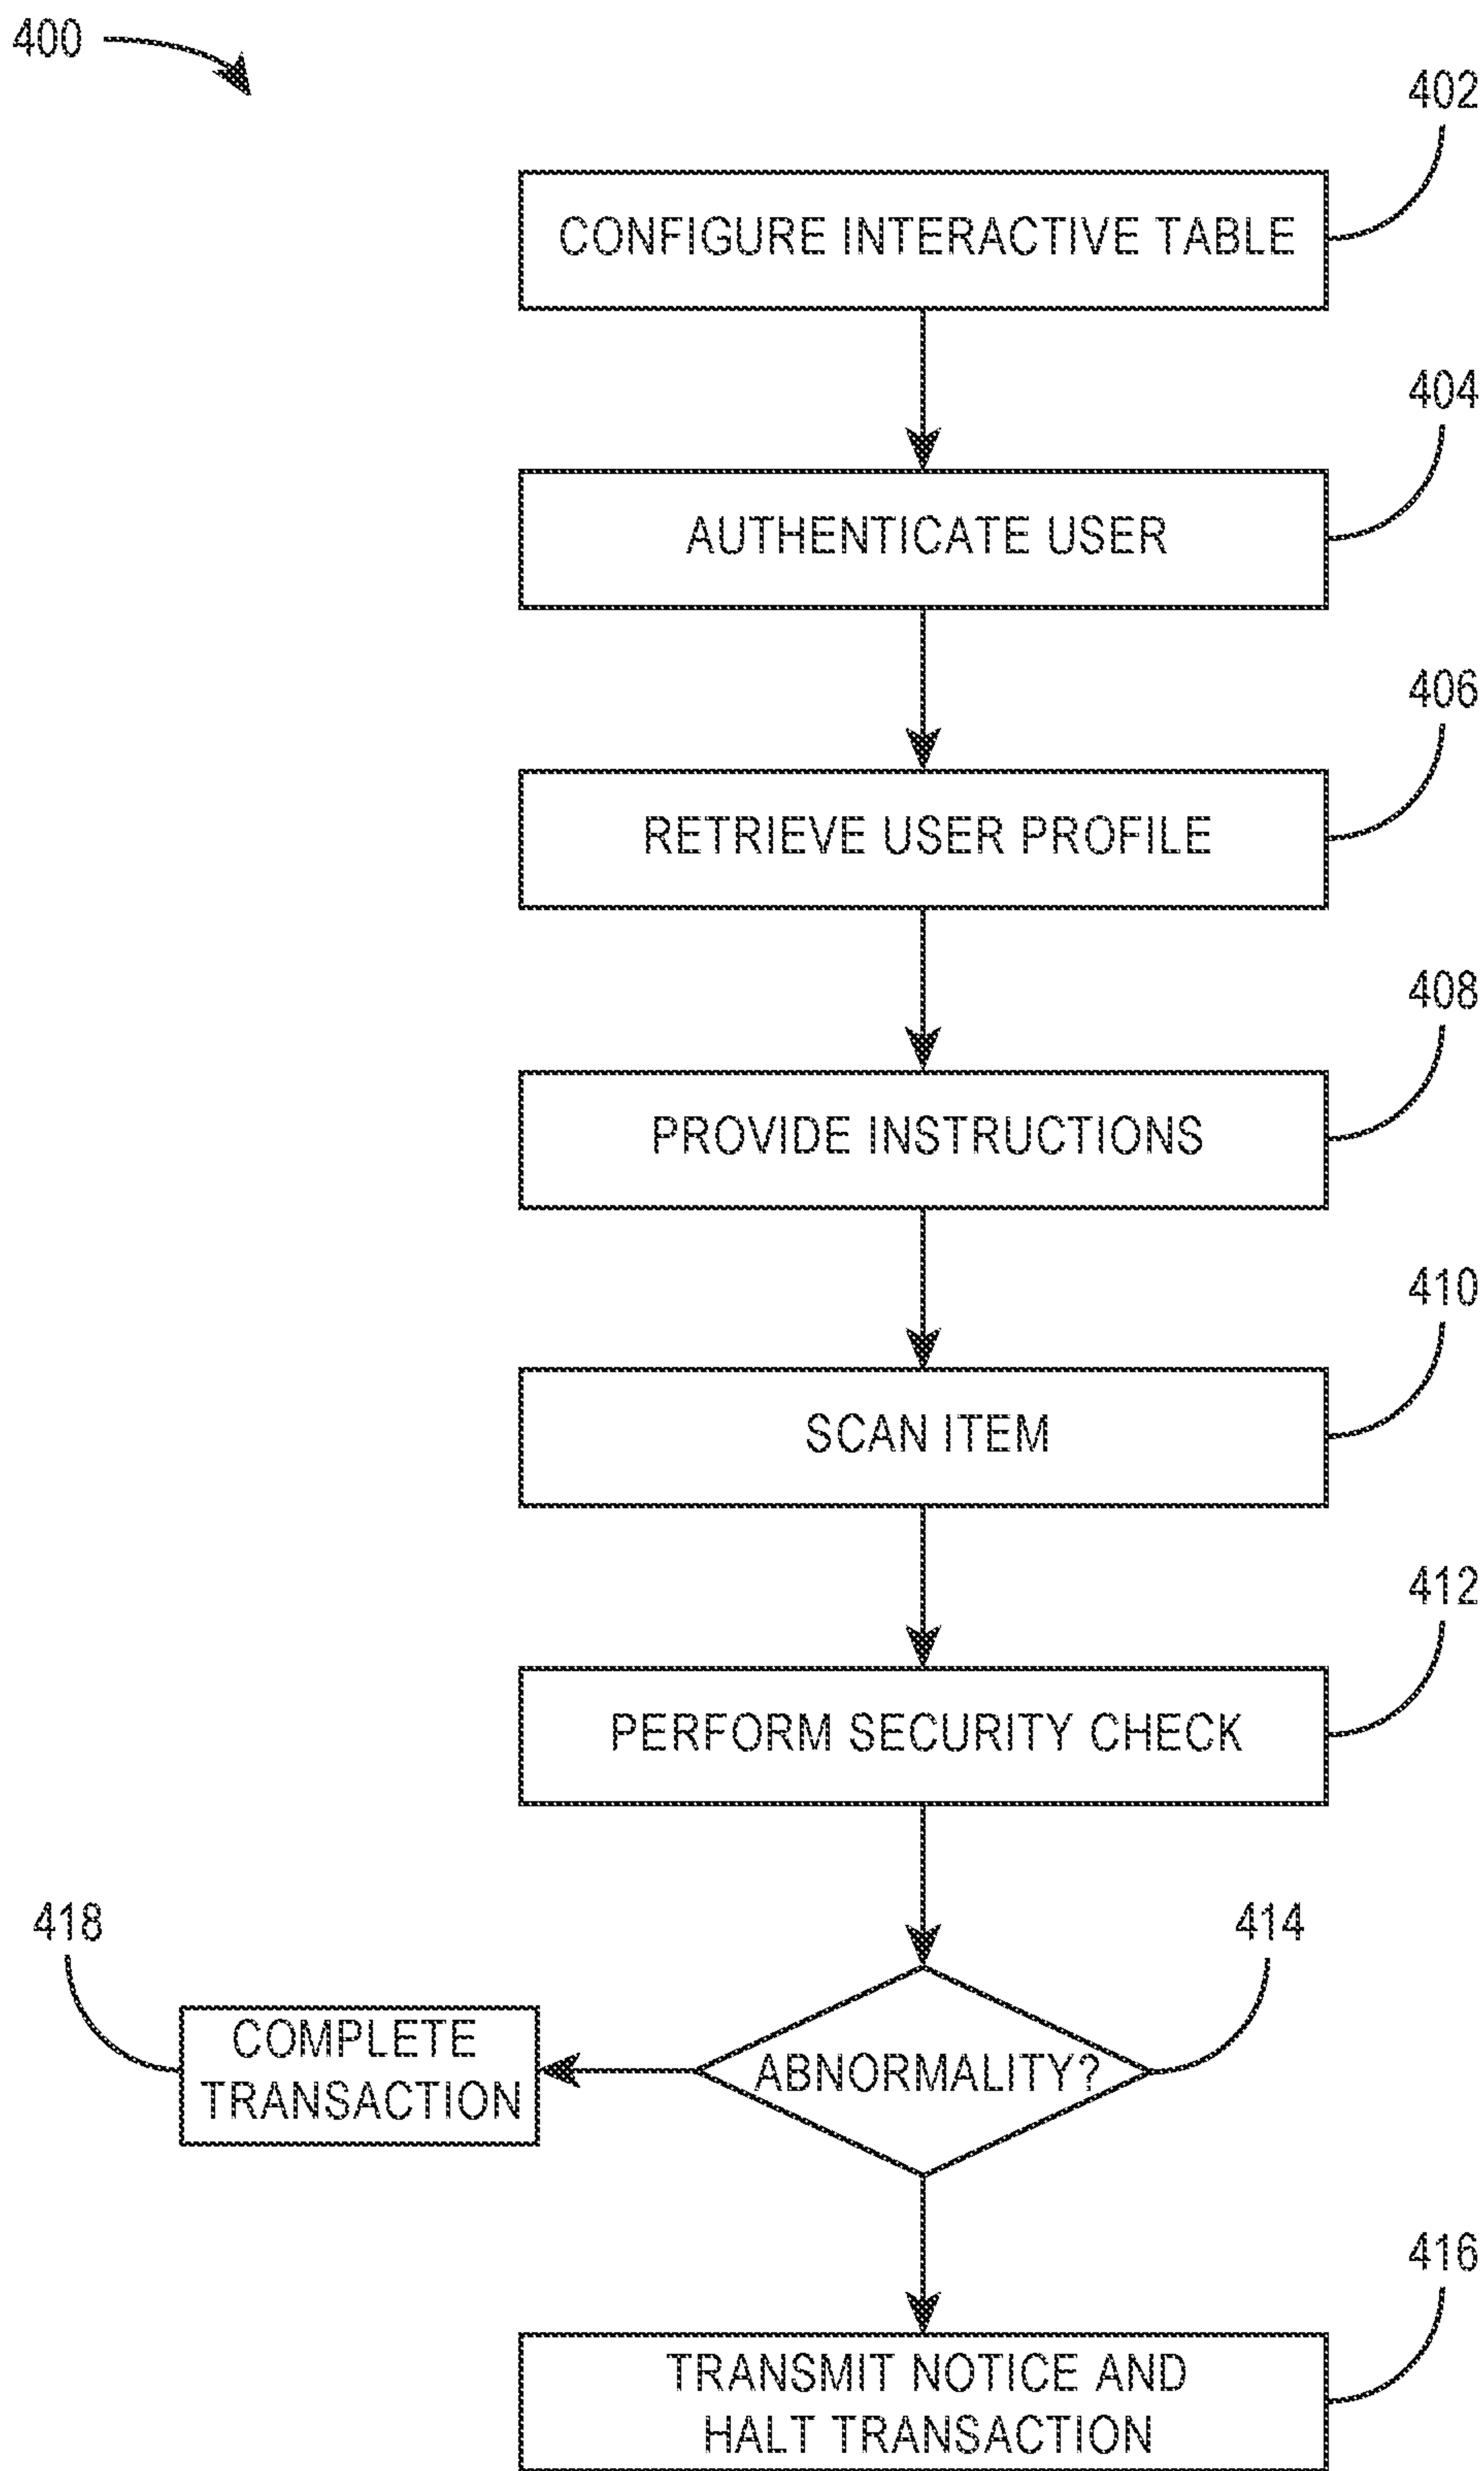 400
402
CONFIGURE INTERACTIVE TABLE
404
AUTHENTICATE USER
406
RETRIEVE USER PROFILE
408
PROVIDE INSTRUCTIONS
410
SCAN ITEM
412
PERFORM SECURITY CHECK
418
414
COMPLETE
TRANSACTION
ABNORMALITY?
416
TRANSMIT NOTICE AND
HALT TRANSACTION